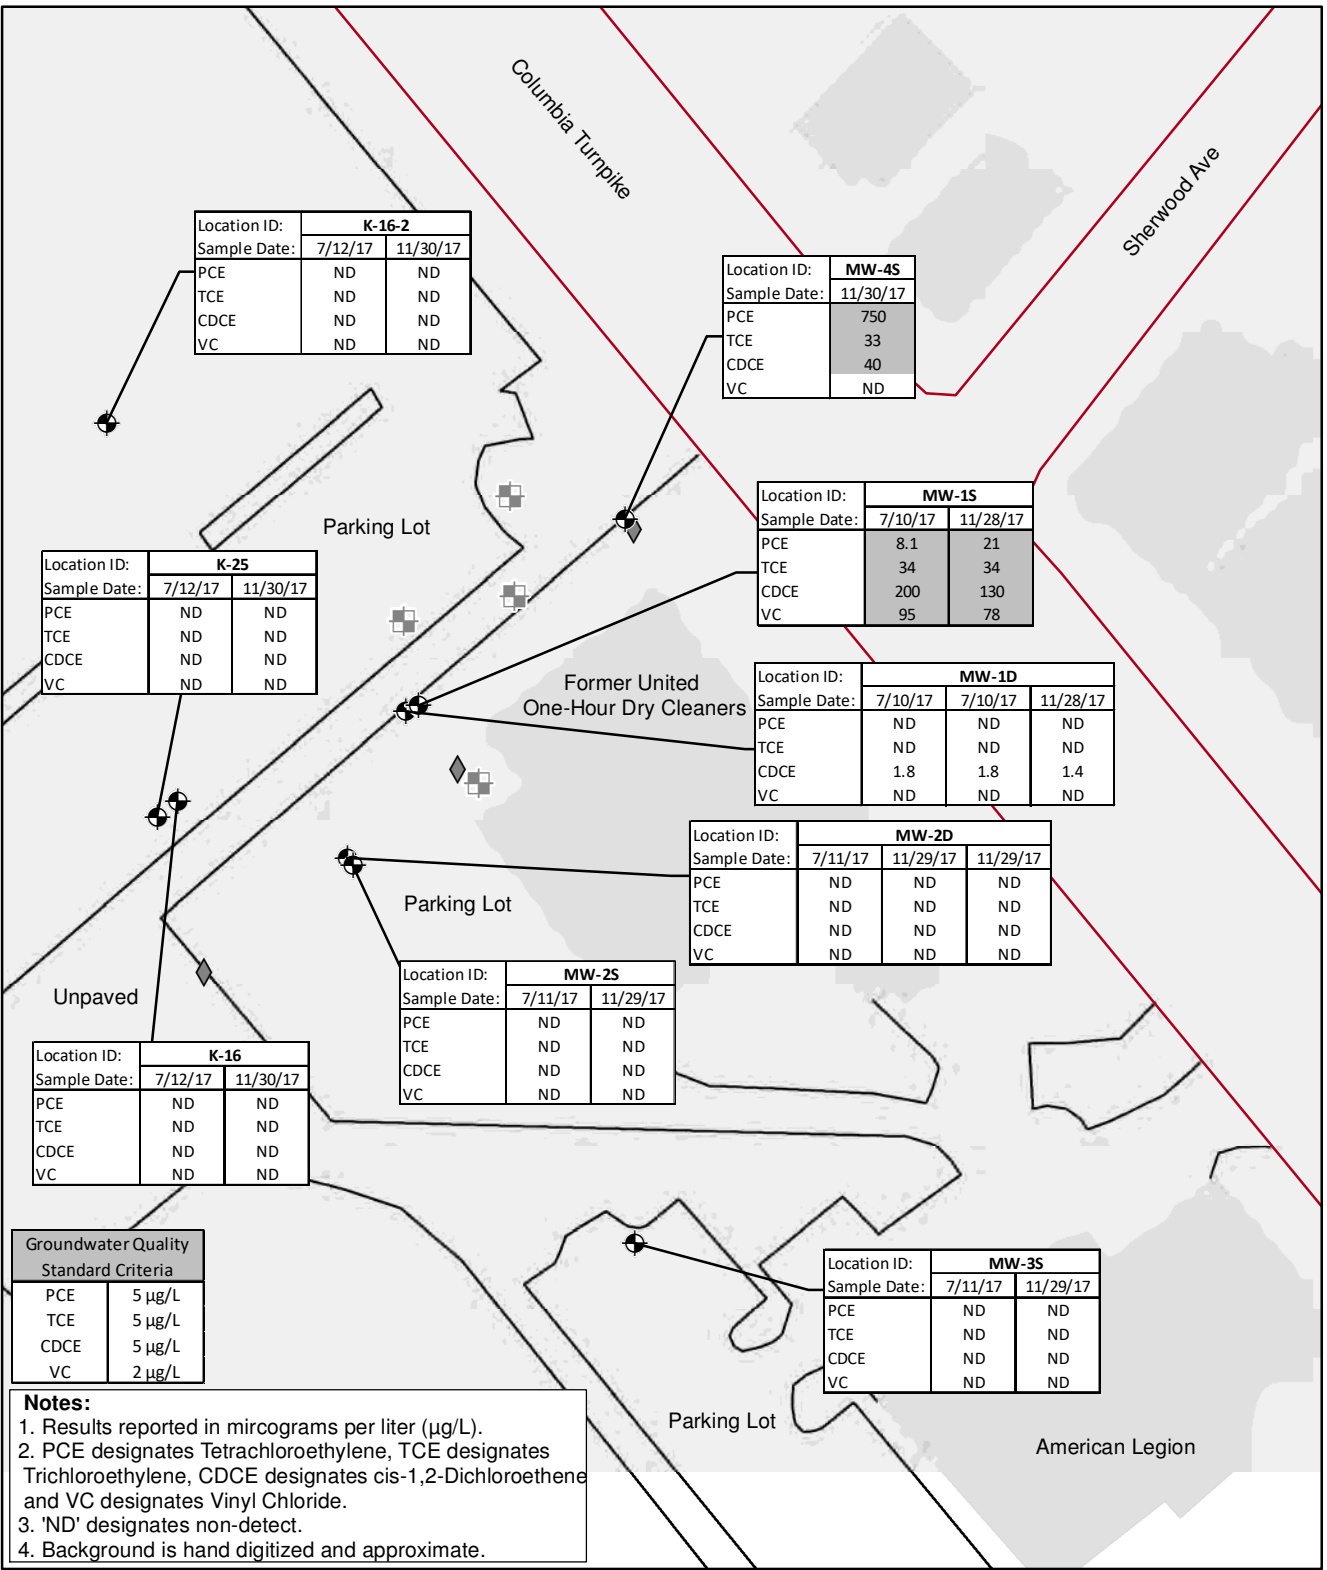 Columbia Turnpike
Sherwood Ave
Location ID: K-16-2
Sample Date: 7/12/17 11/30/17
PCE ND ND
TCE ND ND
CDCE ND ND
VC ND ND
Location ID: MW-4S
Sample Date: 11/30/17
PCE 750
TCE 33
CDCE 40
VC ND
Parking Lot
Location ID: MW-1S
Sample Date: 7/10/17 11/28/17
PCE 8.1 21
TCE 34 34
CDCE 200 130
VC 95 78
Location ID: K-25
Sample Date: 7/12/17 11/30/17
PCE ND ND
TCE ND ND
CDCE ND ND
VC ND ND
Former United
One-Hour Dry Cleaners
Location ID: MW-1D
Sample Date: 7/10/17 7/10/17 11/28/17
PCE ND ND ND
TCE ND ND ND
CDCE 1.8 1.8 1.4
VC ND ND ND
Location ID: MW-2D
Sample Date: 7/11/17 11/29/17 11/29/17
PCE ND ND ND
TCE ND ND ND
CDCE ND ND ND
VC ND ND ND
Parking Lot
Location ID: MW-2S
Sample Date: 7/11/17 11/29/17
PCE ND ND
TCE ND ND
CDCE ND ND
VC ND ND
Unpaved
Location ID: K-16
Sample Date: 7/12/17 11/30/17
PCE ND ND
TCE ND ND
CDCE ND ND
VC ND ND
Groundwater Quality
Standard Criteria
PCE 5 µg/L
TCE 5 µg/L
CDCE 5 µg/L
VC 2 µg/L
Location ID: MW-3S
Sample Date: 7/11/17 11/29/17
PCE ND ND
TCE ND ND
CDCE ND ND
VC ND ND
Parking Lot
American Legion
Notes:
1. Results reported in mircograms per liter (µg/L).
2. PCE designates Tetrachloroethylene, TCE designates
Trichloroethylene, CDCE designates cis-1,2-Dichloroethene
and VC designates Vinyl Chloride.
3. 'ND' designates non-detect.
4. Background is hand digitized and approximate.